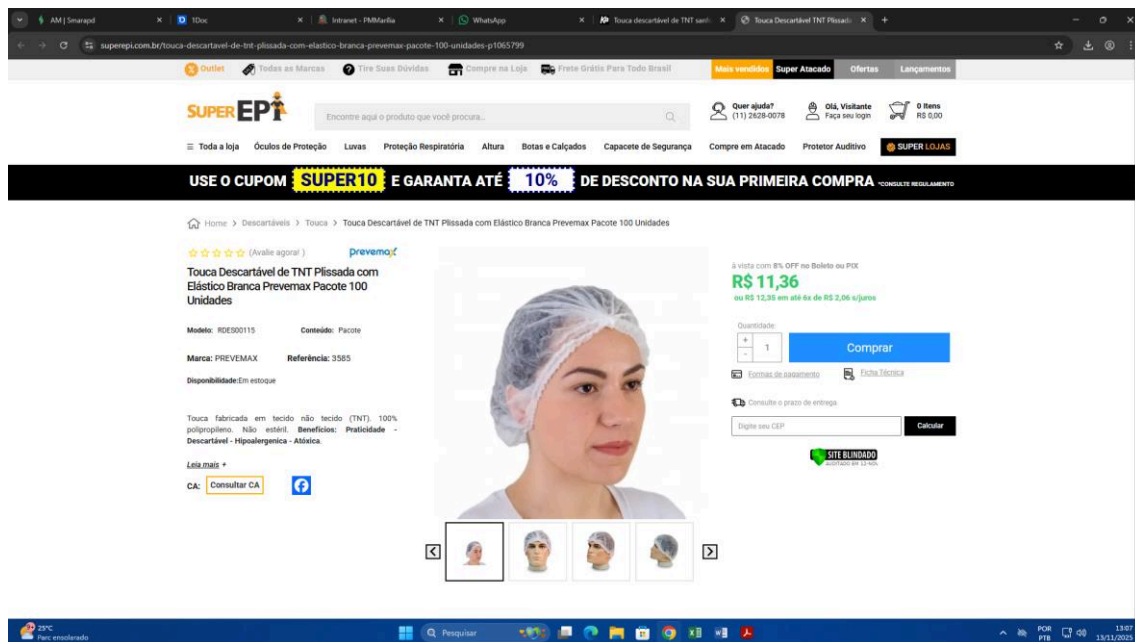 AM | Smarapd
1Doc
Intranet - PMMarília
WhatsApp
Touca descartável de TNT sanf
Touca Descartável TNT Plissada
superepi.com.br/touca-descartavel-de-tnt-plissada-com-elastico-branca-prevemax-pacote-100-unidades-p1065799
Outlet
Todas as Marcas
Tire Suas Dúvidas
Compre na Loja
Frete Grátis Para Todo Brasil
Mais vendidos
Super Atacado
Ofertas
Lançamentos
SUPER EPI
Encontre aqui o produto que você procura...
Quer ajuda?
(11) 2628-0078
Olá, Visitante
Faça seu login
0 Itens
R$ 0,00
Toda a loja
Óculos de Proteção
Luvas
Proteção Respiratória
Altura
Botas e Calçados
Capacete de Segurança
Compre em Atacado
Protetor Auditivo
SUPER LOJAS
USE O CUPOM SUPER10 E GARANTA ATÉ 10% DE DESCONTO NA SUA PRIMEIRA COMPRA *CONSULTE REGULAMENTO
Home > Descartáveis > Touca > Touca Descartável de TNT Plissada com Elástico Branca Prevemax Pacote 100 Unidades
(Avalie agora! )
prevemax
Touca Descartável de TNT Plissada com
Elástico Branca Prevemax Pacote 100
Unidades
Modelo: RDES00115
Conteúdo: Pacote
Marca: PREVEMAX
Referência: 3585
Disponibilidade:Em estoque
Touca fabricada em tecido não tecido (TNT). 100%
polipropileno. Não estéril. Benefícios: Praticidade -
Descartável - Hipoalergenica - Atóxica.
Leia mais +
CA: Consultar CA
à vista com 8% OFF no Boleto ou PIX
R$ 11,36
ou R$ 12,35 em até 6x de R$ 2,06 s/juros
Quantidade:
+
1
-
Comprar
Formas de pagamento
Ficha Técnica
Consulte o prazo de entrega:
Digite seu CEP
Calcular
SITE BLINDADO
AUDITADO EM 12-NOV
25°C
Parc ensolarado
Pesquisar
POR
PTB
13:07
13/11/2025